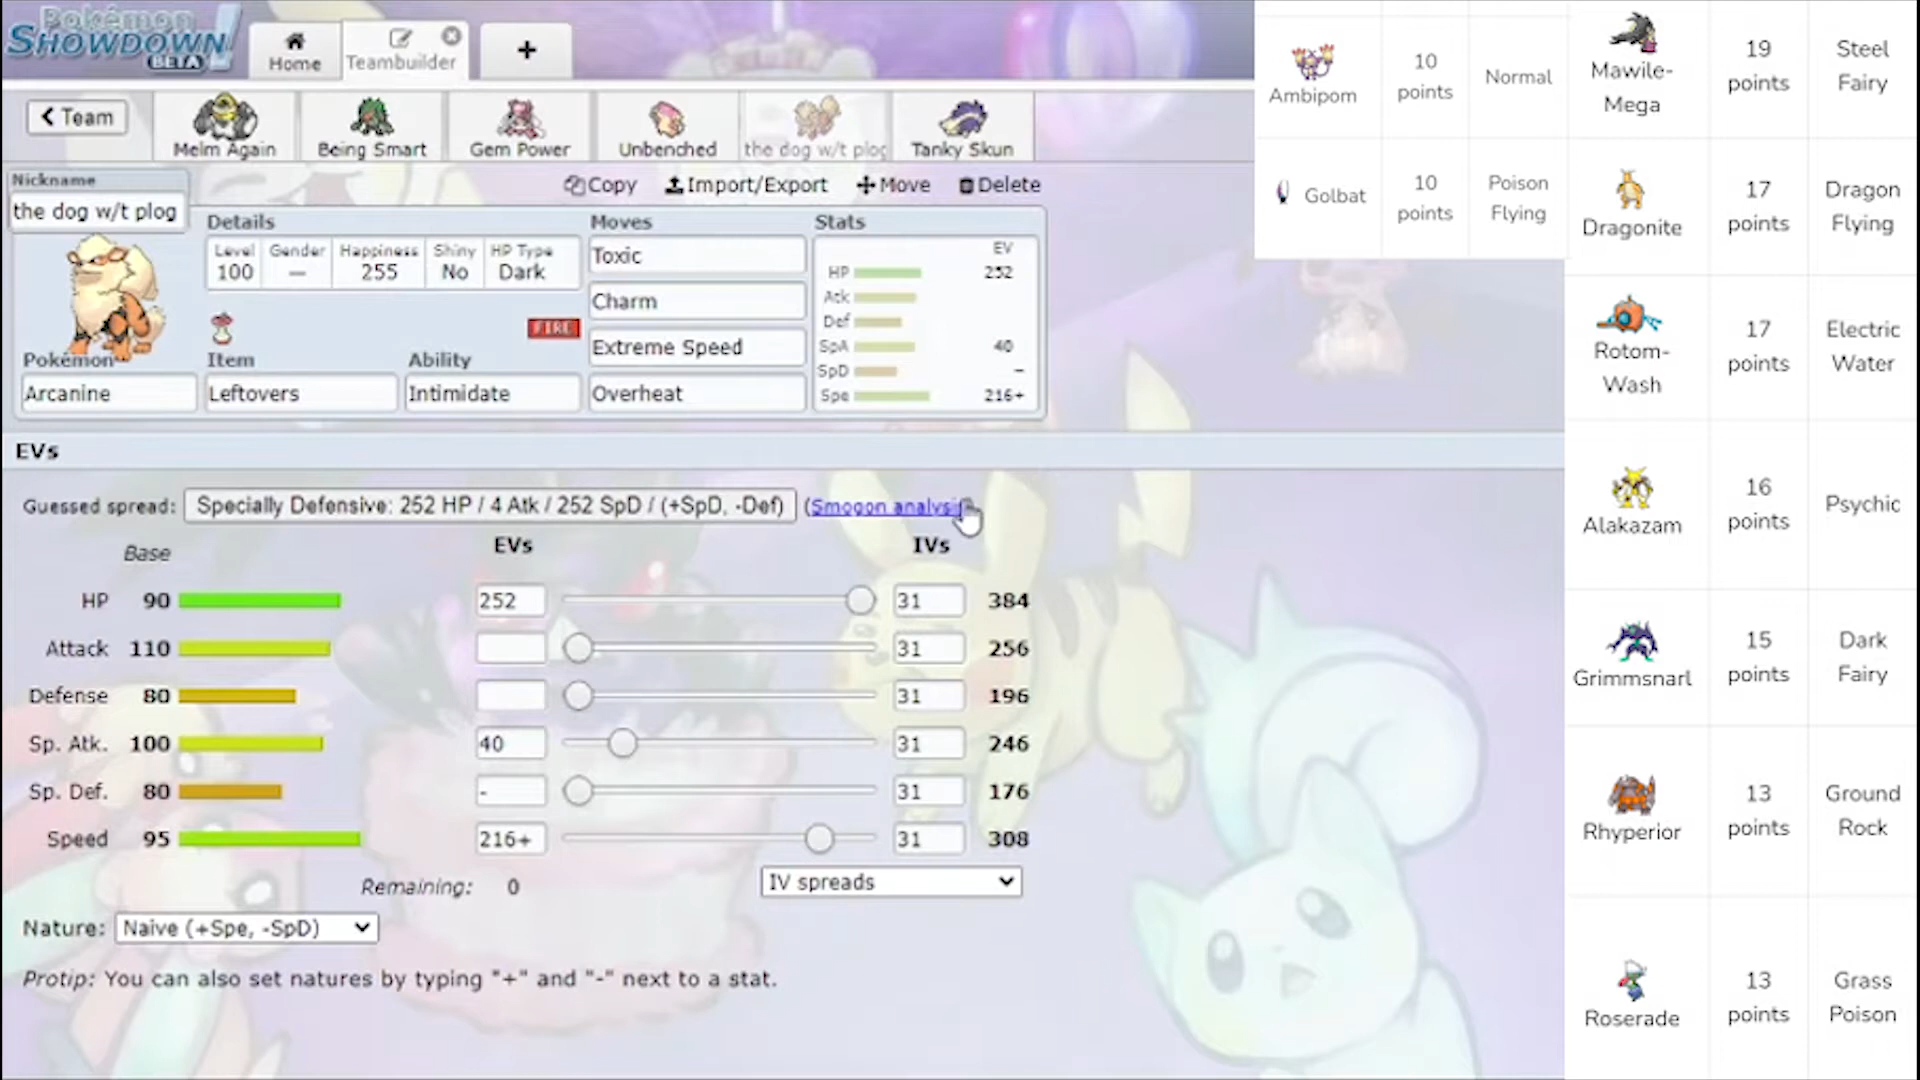 Pokémon
SHOWDOWN!
BETA
Home
Teambuilder
+
Team
Melm Again
Being Smart
Gem Power
Unbenched
the dog w/t plog
Tanky Skun
Nickname
the dog w/t plog
Copy
Import/Export
Move
Delete
Details
Level
100
Gender
—
Happiness
255
Shiny
No
HP Type
Dark
FIRE
Pokémon
Arcanine
Item
Leftovers
Ability
Intimidate
Moves
Toxic
Charm
Extreme Speed
Overheat
Stats
EV
HP 252
Atk
Def
SpA 40
SpD –
Spe 216+
EVs
Guessed spread: Specially Defensive: 252 HP / 4 Atk / 252 SpD / (+SpD, -Def) (Smogon analysi
Base EVs IVs
HP 90 252 31 384
Attack 110 31 256
Defense 80 31 196
Sp. Atk. 100 40 31 246
Sp. Def. 80 - 31 176
Speed 95 216+ 31 308
Remaining: 0
IV spreads
Nature: Naive (+Spe, -SpD)
Protip: You can also set natures by typing "+" and "-" next to a stat.
Ambipom
10
points
Normal
Golbat
10
points
Poison
Flying
Mawile-
Mega
19
points
Steel
Fairy
Dragonite
17
points
Dragon
Flying
Rotom-
Wash
17
points
Electric
Water
Alakazam
16
points
Psychic
Grimmsnarl
15
points
Dark
Fairy
Rhyperior
13
points
Ground
Rock
Roserade
13
points
Grass
Poison